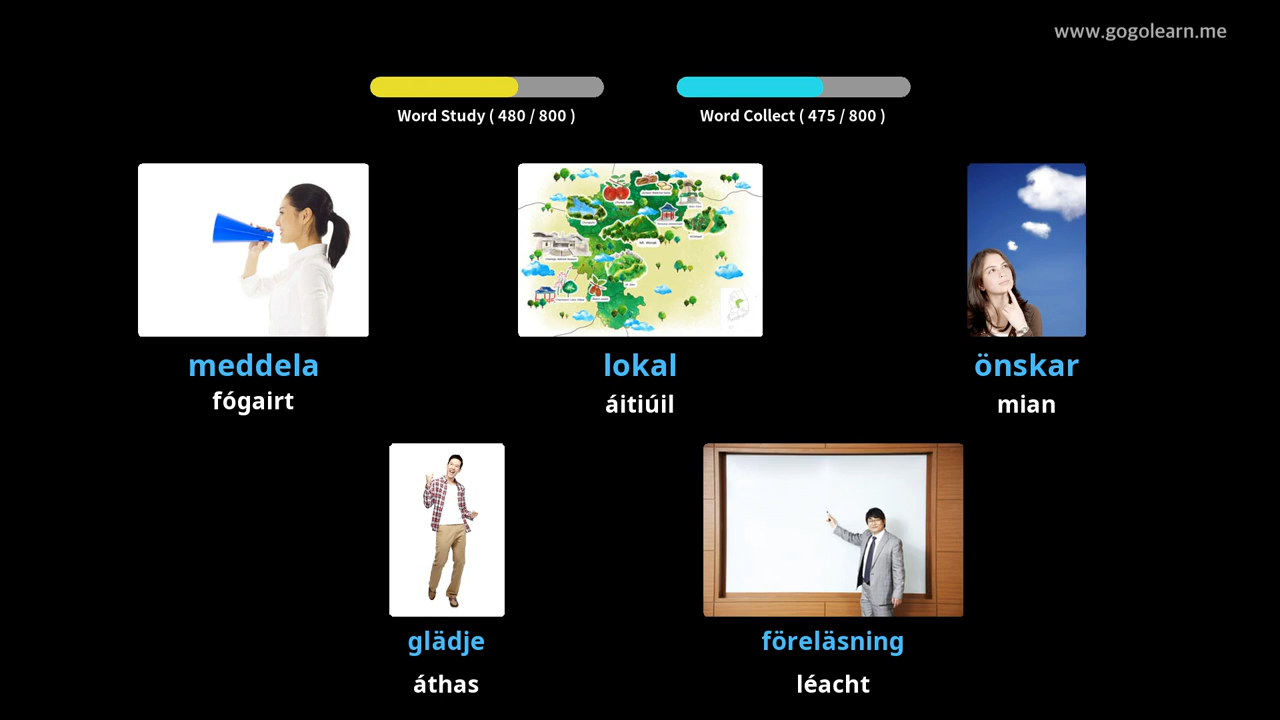 www.gogolearn.me
Word Study ( 480 / 800 )
Word Collect ( 475 / 800 )
meddela
fógairt
lokal
áitiúil
önskar
mian
glädje
áthas
föreläsning
léacht